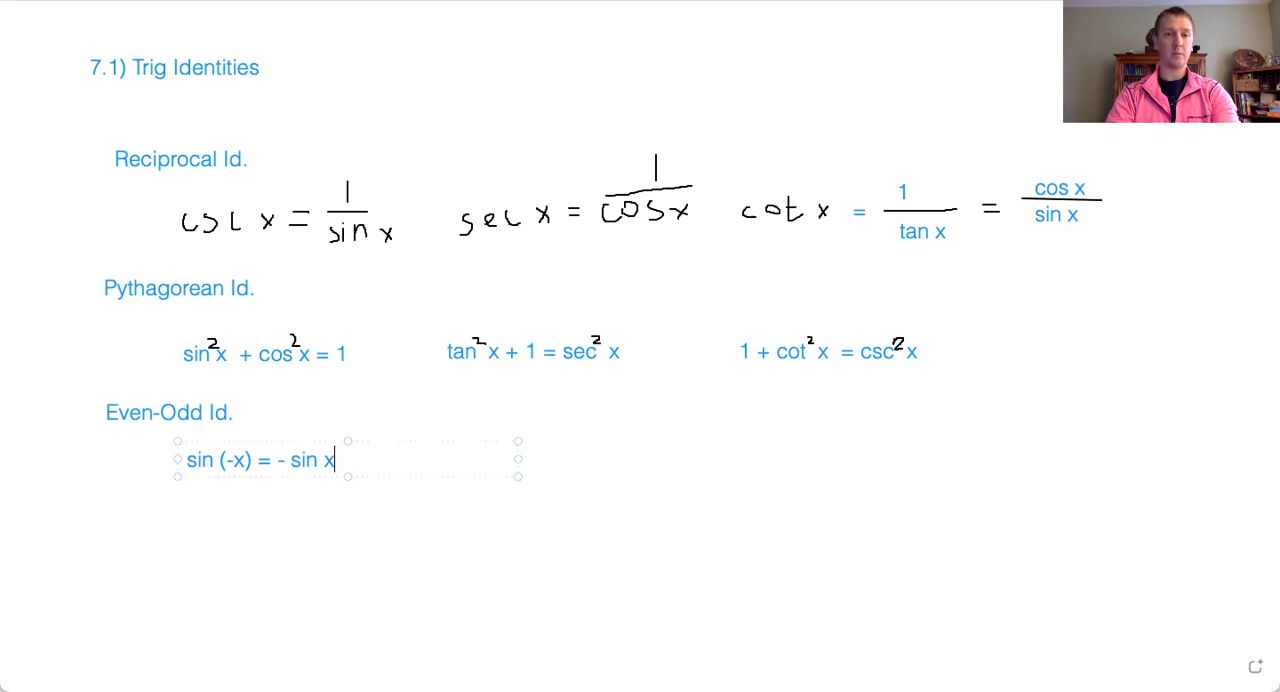 7.1) Trig Identities
Reciprocal Id.
csc x = 1/sin x    sec x = 1/cos x    cot x = 1/tan x = cos x/sin x
Pythagorean Id.
sin²x + cos²x = 1    tan²x + 1 = sec² x    1 + cot²x = csc²x
Even-Odd Id.
sin (-x) = - sin x